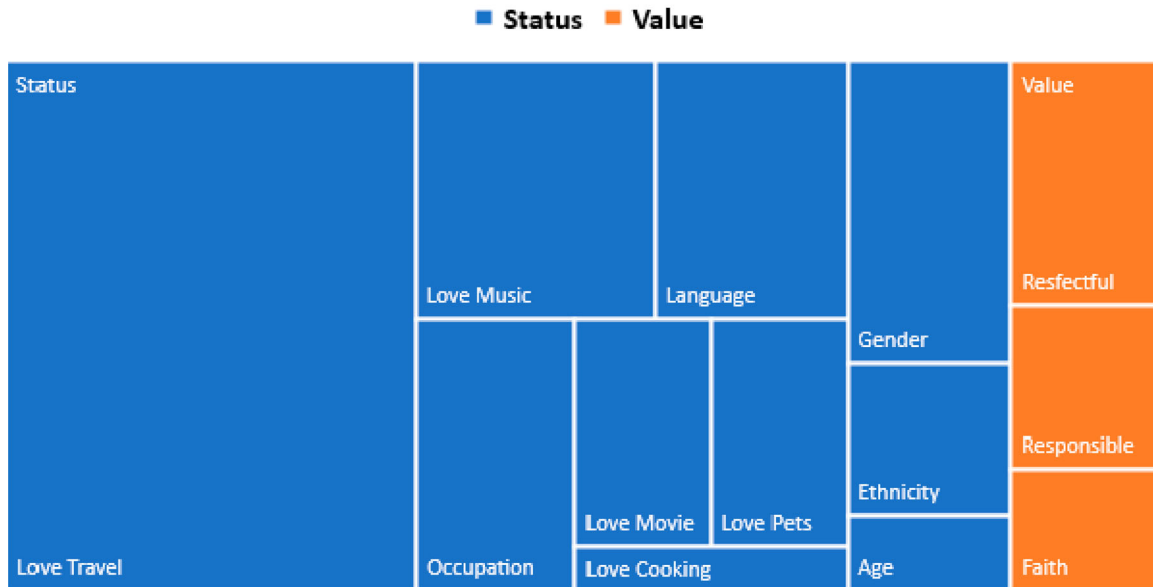 Status Value
Status
Love Travel
Love Music
Language
Occupation
Love Movie
Love Pets
Love Cooking
Gender
Ethnicity
Age
Value
Resfectful
Responsible
Faith